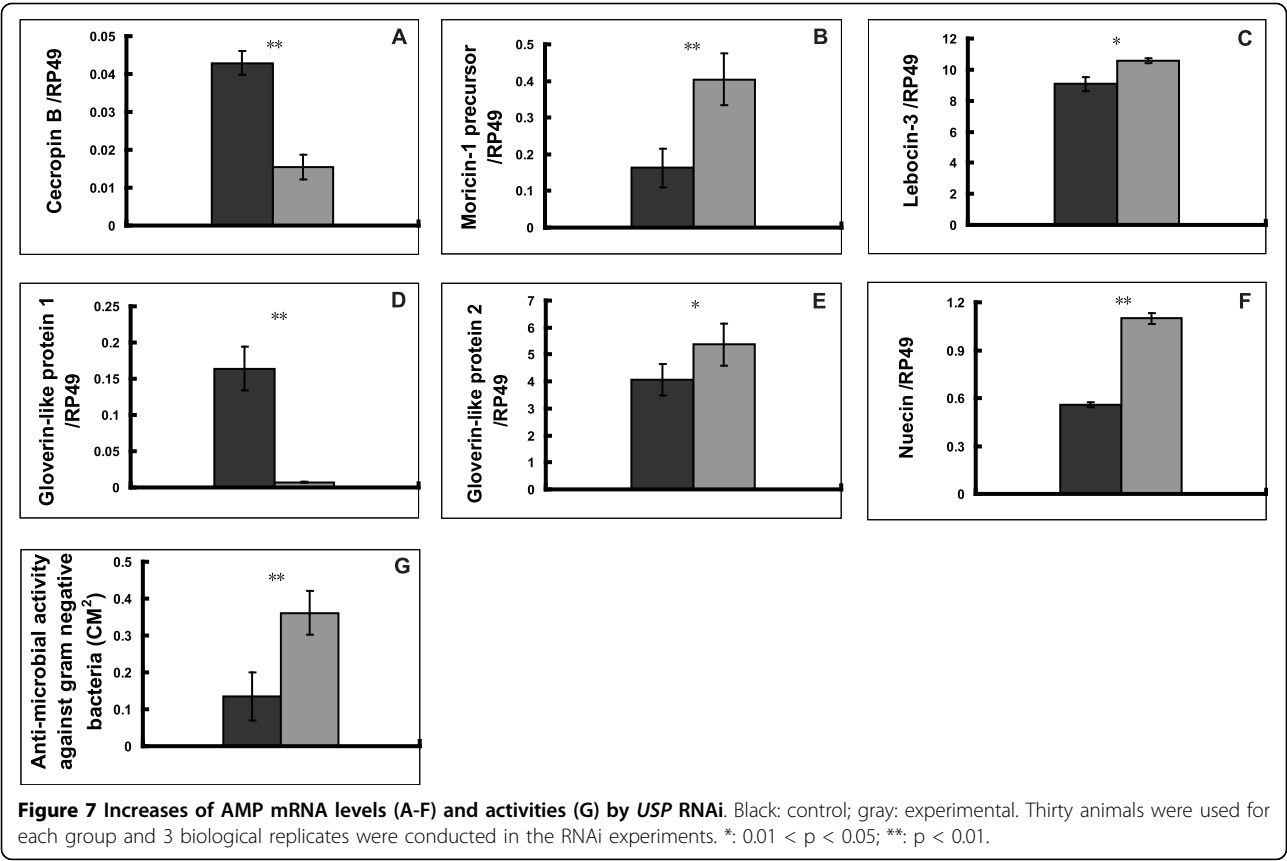 A
Cecropin B /RP49
0.05
0.04
0.03
0.02
0.01
0
**
B
Moricin-1 precursor
/RP49
0.5
0.4
0.3
0.2
0.1
0
**
C
Lebocin-3 /RP49
12
10
8
6
4
2
0
*
D
Gloverin-like protein 1
/RP49
0.25
0.2
0.15
0.1
0.05
0
**
E
Gloverin-like protein 2
/RP49
7
6
5
4
3
2
1
0
*
F
Nuecin /RP49
1.2
0.9
0.6
0.3
0
**
G
Anti-microbial activity
against gram negative
bacteria (CM²)
0.5
0.4
0.3
0.2
0.1
0
**
Figure 7 Increases of AMP mRNA levels (A-F) and activities (G) by USP RNAi. Black: control; gray: experimental. Thirty animals were used for
each group and 3 biological replicates were conducted in the RNAi experiments. *: 0.01 < p < 0.05; **: p < 0.01.